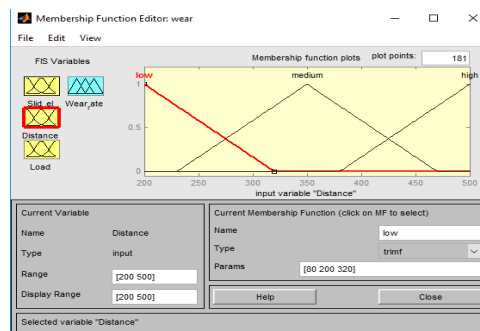 Membership Function Editor: wear
File Edit View
FIS Variables
Membership function plots plot points: 181
low medium high
Slid_el Wear_rate
Distance
Load
1
0.5
0
200 250 300 350 400 450 500
input variable "Distance"
Current Variable
Name Distance
Type input
Range [200 500]
Display Range [200 500]
Current Membership Function (click on MF to select)
Name low
Type trimf
Params [80 200 320]
Help Close
Selected variable "Distance"